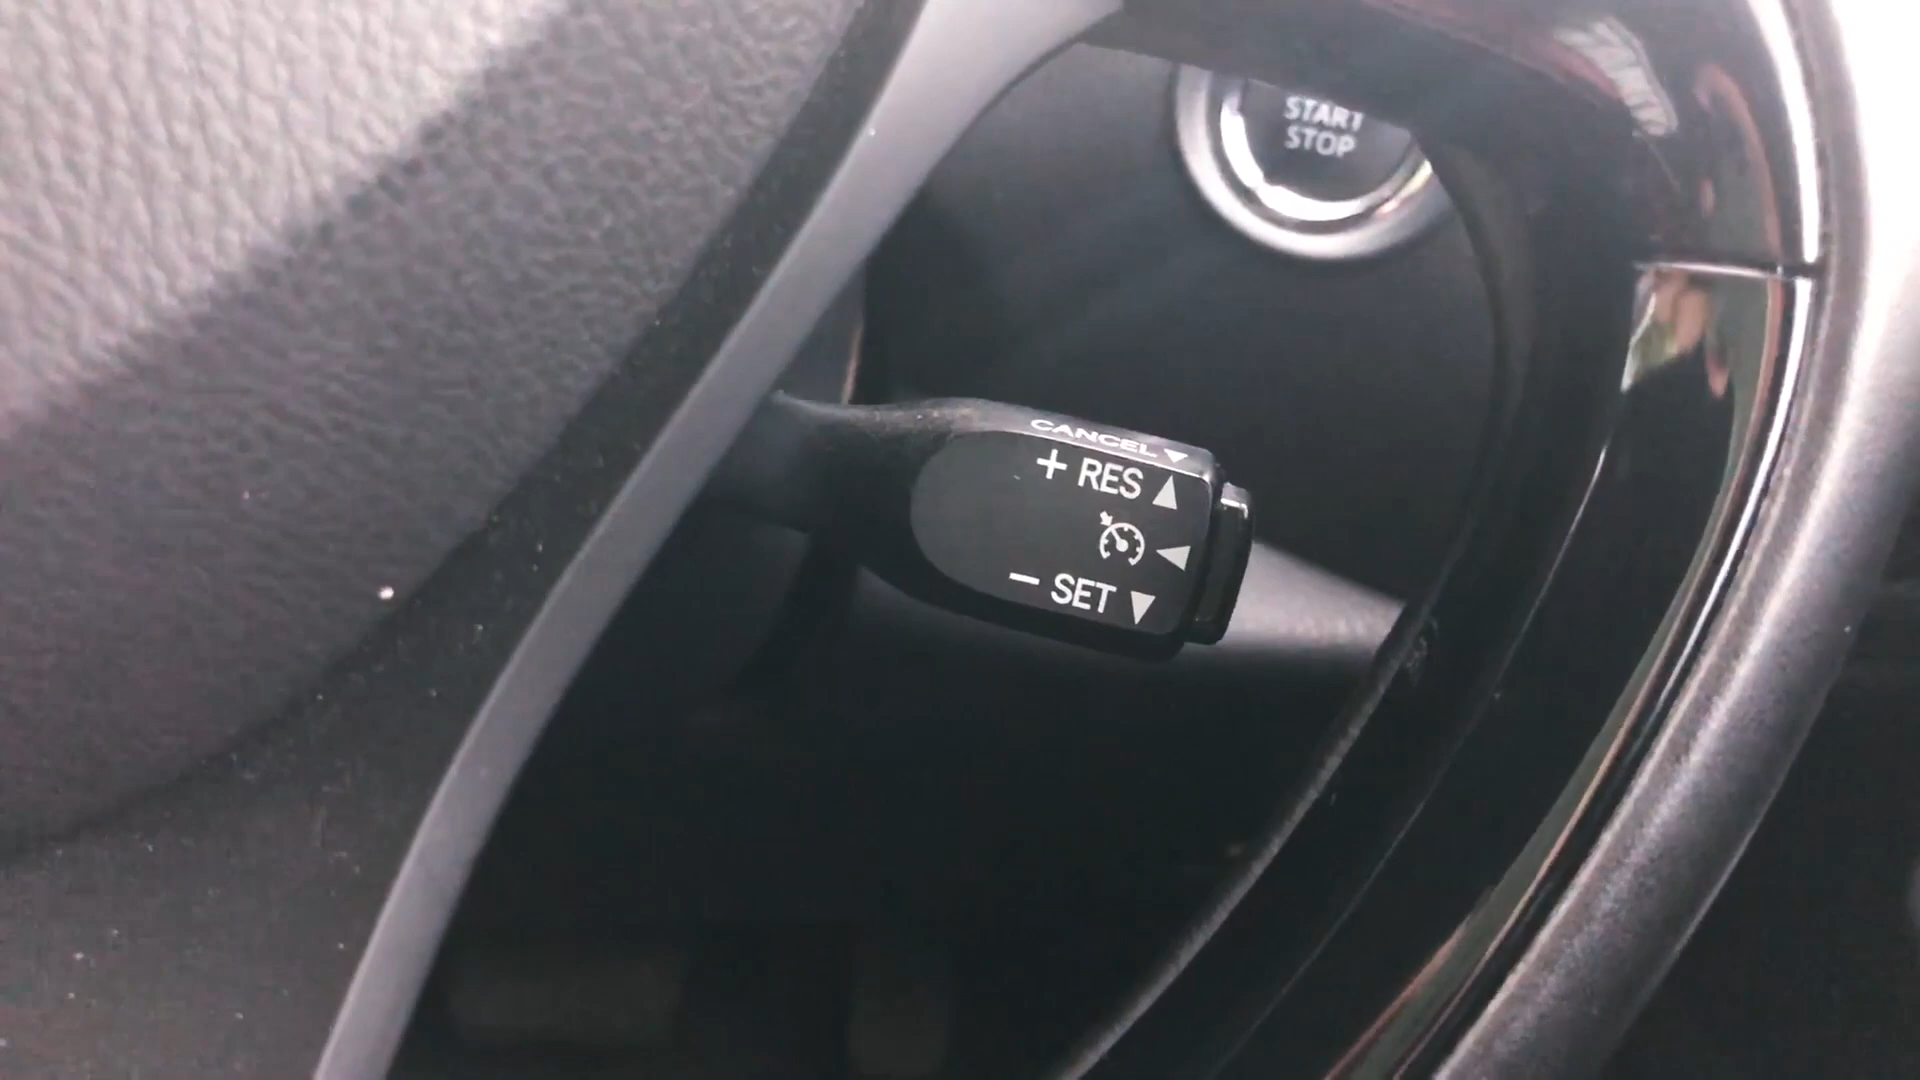 START
STOP
CANCEL ▼
+ RES ▲
◀
− SET ▼